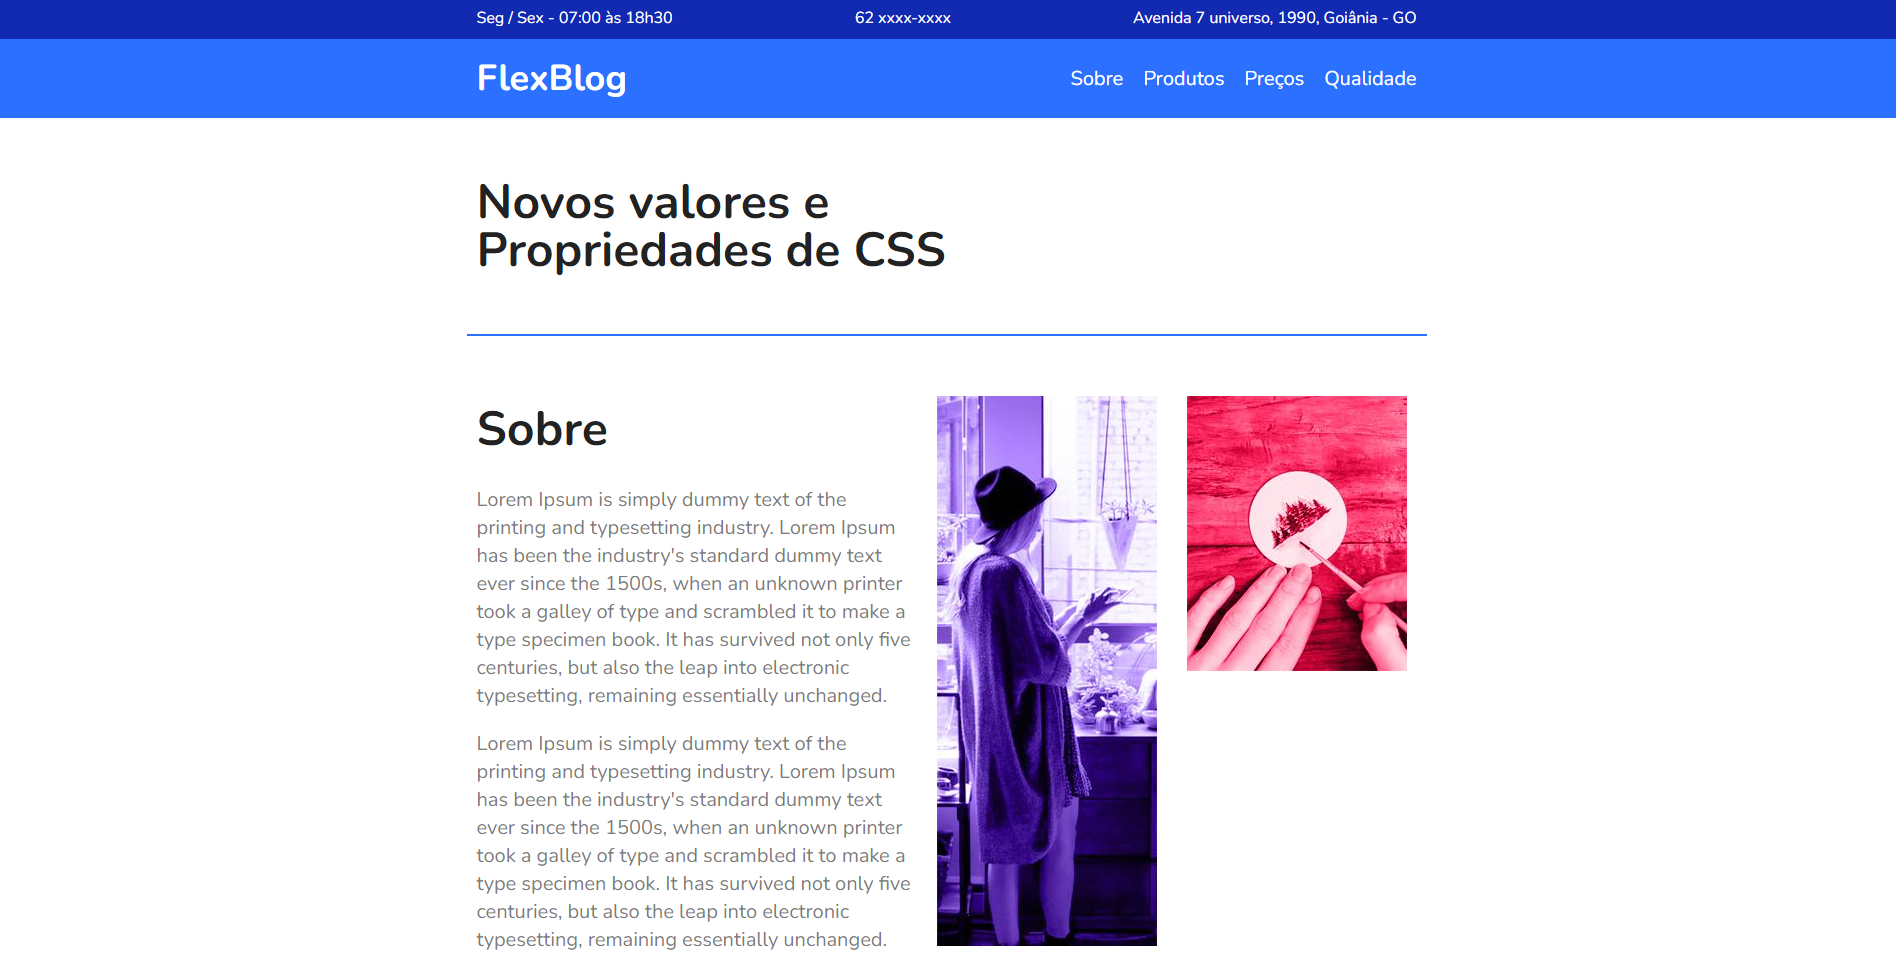 Seg / Sex - 07:00 às 18h30
62 xxxx-xxxx
Avenida 7 universo, 1990, Goiânia - GO
FlexBlog
Sobre
Produtos
Preços
Qualidade
Novos valores e
Propriedades de CSS
Sobre
Lorem Ipsum is simply dummy text of the
printing and typesetting industry. Lorem Ipsum
has been the industry's standard dummy text
ever since the 1500s, when an unknown printer
took a galley of type and scrambled it to make a
type specimen book. It has survived not only five
centuries, but also the leap into electronic
typesetting, remaining essentially unchanged.
Lorem Ipsum is simply dummy text of the
printing and typesetting industry. Lorem Ipsum
has been the industry's standard dummy text
ever since the 1500s, when an unknown printer
took a galley of type and scrambled it to make a
type specimen book. It has survived not only five
centuries, but also the leap into electronic
typesetting, remaining essentially unchanged.